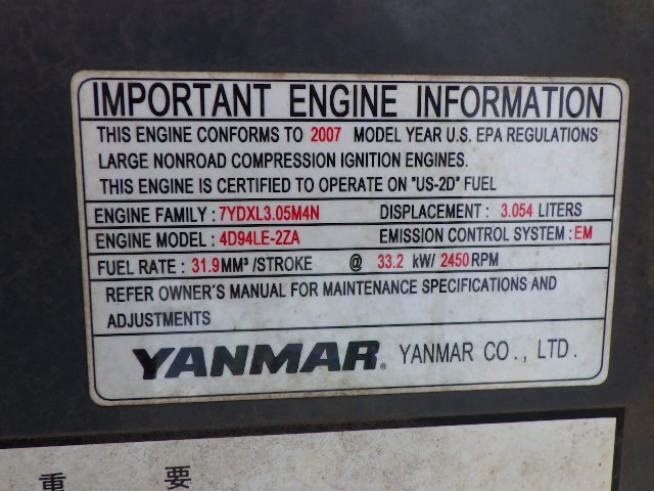 IMPORTANT ENGINE INFORMATION
THIS ENGINE CONFORMS TO 2007 MODEL YEAR U.S. EPA REGULATIONS
LARGE NONROAD COMPRESSION IGNITION ENGINES.
THIS ENGINE IS CERTIFIED TO OPERATE ON "US-2D" FUEL
ENGINE FAMILY : 7YDXL3.05M4N DISPLACEMENT : 3.054 LITERS
ENGINE MODEL : 4D94LE-2ZA EMISSION CONTROL SYSTEM : EM
FUEL RATE : 31.9 MM³ /STROKE @ 33.2 kW/ 2450 RPM
REFER OWNER'S MANUAL FOR MAINTENANCE SPECIFICATIONS AND
ADJUSTMENTS
YANMAR® YANMAR CO., LTD.
重 要